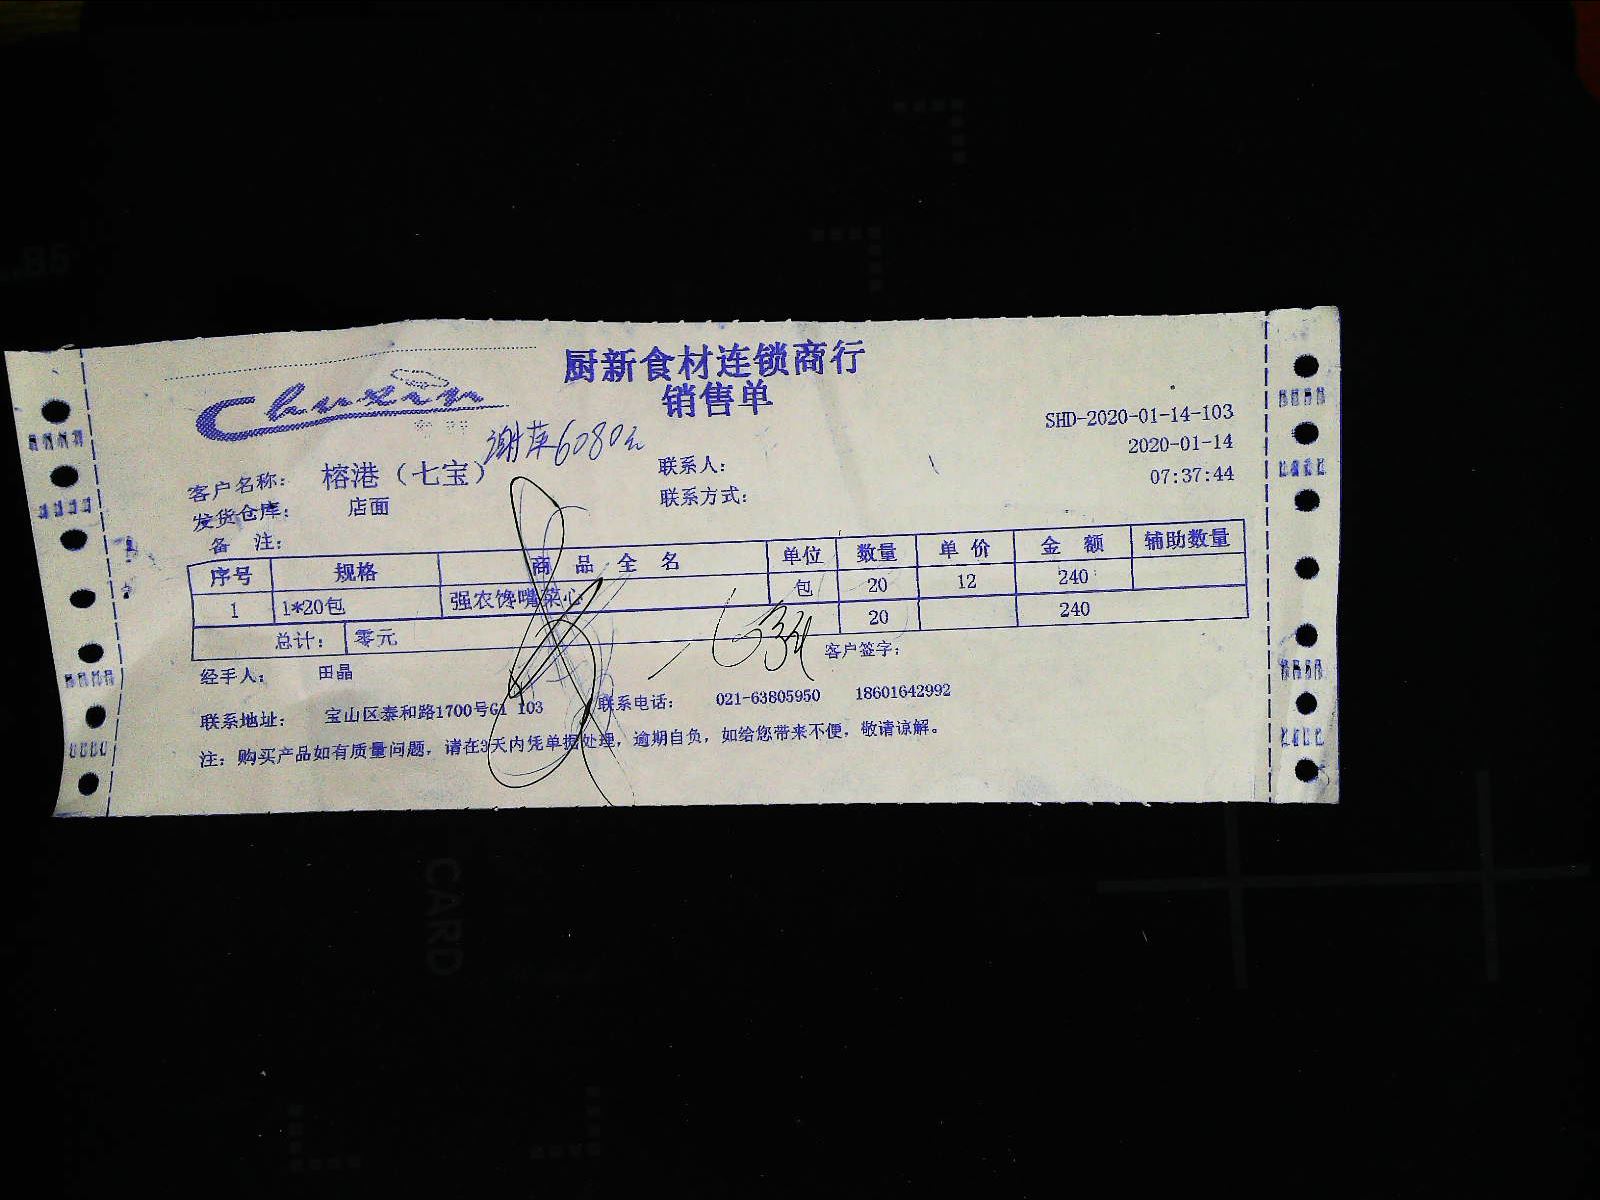 厨新食材连锁商行
Chuxin
销售单
SHD-2020-01-14-103
谢萍6080元
2020-01-14
客户名称: 榕港（七宝） 联系人: 07:37:44
发货仓库: 店面 联系方式:
备 注:
序号 规格 商 品 全 名 单位 数量 单 价 金 额 辅助数量
1 1*20包 强农馋嘴菜心 包 20 12 240
总计: 零元 20 240
经手人: 田晶 客户签字:
联系地址: 宝山区泰和路1700号G1 103 联系电话: 021-63805950 18601642992
注: 购买产品如有质量问题, 请在3天内凭单据处理, 逾期自负, 如给您带来不便, 敬请谅解。
CARD